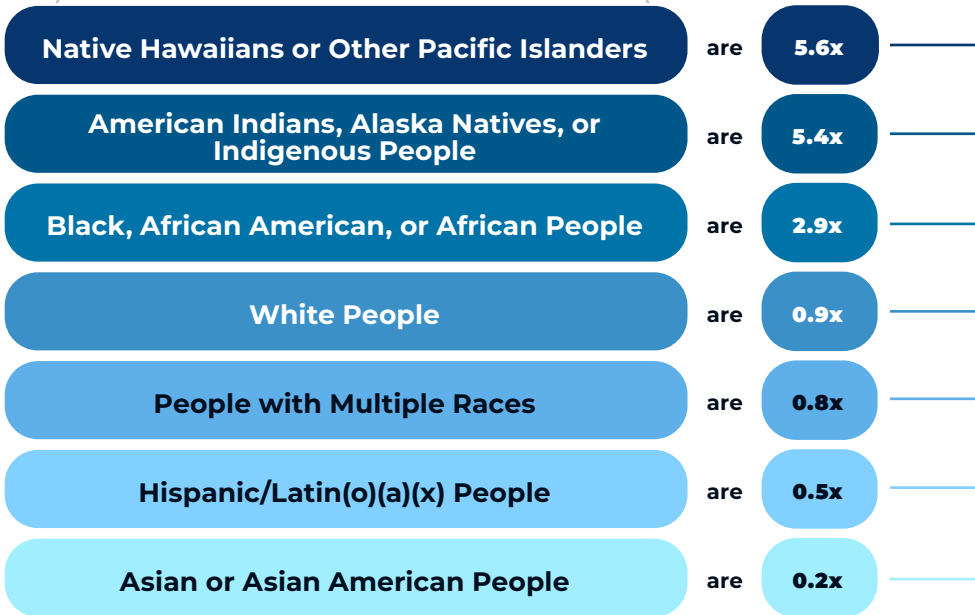 Native Hawaiians or Other Pacific Islanders are 5.6x
American Indians, Alaska Natives, or
Indigenous People are 5.4x
Black, African American, or African People are 2.9x
White People are 0.9x
People with Multiple Races are 0.8x
Hispanic/Latin(o)(a)(x) People are 0.5x
Asian or Asian American People are 0.2x